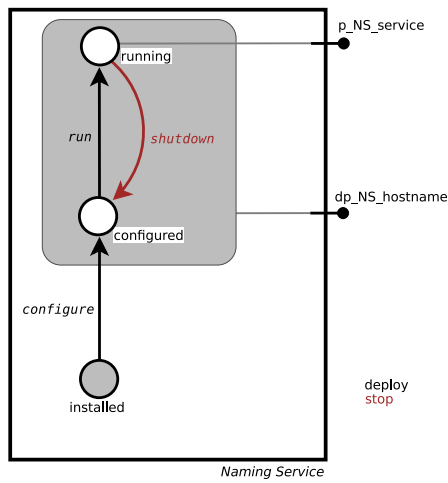 p_NS_service
running
run
shutdown
dp_NS_hostname
configured
configure
installed
deploy
stop
Naming Service